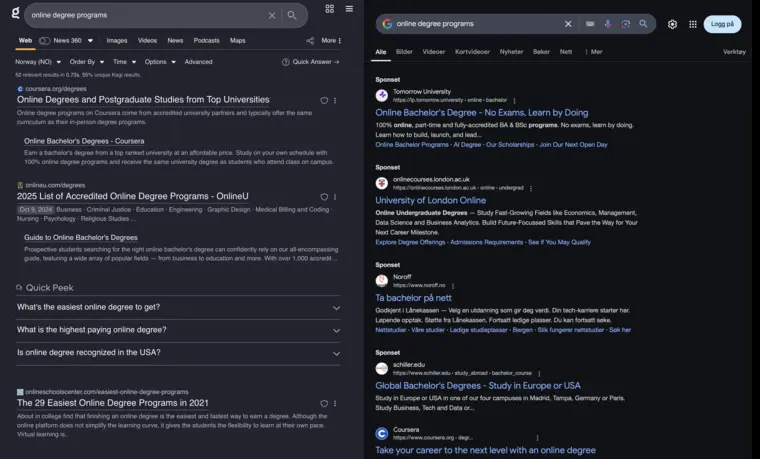 online degree programs
Web
News 360
Images
Videos
News
Podcasts
Maps
More
Norway (NO)
Order By
Time
Options
Advanced
Quick Answer →
52 relevant results in 0.73s. 55% unique Kagi results.
coursera.org/degrees
Online Degrees and Postgraduate Studies from Top Universities
Online degree programs on Coursera come from accredited university partners and typically offer the same
curriculum as their in-person degree programs.
Online Bachelor's Degrees - Coursera
Earn a bachelor's degree from a top ranked university at an affordable price. Study on your own schedule with
100% online degree programs and receive the same university degree as students who attend class on campus.
onlineu.com/degrees
2025 List of Accredited Online Degree Programs - OnlineU
Oct 9, 2024 Business · Criminal Justice · Education · Engineering · Graphic Design · Medical Billing and Coding ·
Nursing · Psychology · Religious Studies...
Guide to Online Bachelor's Degrees
Prospective students searching for the right online bachelor's degree can confidently rely on our all-encompassing
guide, featuring a wide array of popular fields — from business to education and more. With over 1,000 accredit...
Quick Peek
What's the easiest online degree to get?
What is the highest paying online degree?
Is online degree recognized in the USA?
onlineschoolscenter.com/easiest-online-degree-programs
The 29 Easiest Online Degree Programs in 2021
About in college find that finishing an online degree is the easiest and fastest way to earn a degree. Although the
online platform does not simplify the learning curve, it gives the students the flexibility to learn at their own pace.
Virtual learning is..
online degree programs
Logg på
Alle
Bilder
Videoer
Kortvideoer
Nyheter
Bøker
Nett
Mer
Verktøy
Sponset
Tomorrow University
https://lp.tomorrow.university › online › bachelor
Online Bachelor's Degree - No Exams, Learn by Doing
100% online, part-time and fully-accredited BA & BSc programs. No exams, learn by doing.
Learn how to build, launch, and lead...
Online Bachelor Programs · AI Degree · Our Scholarships · Join Our Next Open Day
Sponset
onlinecourses.london.ac.uk
https://onlinecourses.london.ac.uk › online › undergrad
University of London Online
Online Undergraduate Degrees — Study Fast-Growing Fields like Economics, Management,
Data Science and Business Analytics. Build Future-Focussed Skills that Pave the Way for Your
Next Career Milestone.
Explore Degree Offerings · Admissions Requirements · See If You Qualify
Sponset
Noroff
https://www.noroff.no
Ta bachelor på nett
Godkjent i Lånekassen — Velg en utdanning som gir deg verdi. Din tech-karriere starter her.
Løpende opptak. Støtte fra Lånekassen. Fortsatt ledige plasser. Du kan fortsatt søke.
Nettstudier · Våre studier · Ledige studieplasser · Bergen · Slik fungerer nettstudier · Søk her
Sponset
schiller.edu
https://www.schiller.edu › study_abroad › bachelor_course
Global Bachelor's Degrees - Study in Europe or USA
Study in Europe or USA in one of our four campuses in Madrid, Tampa, Germany or Paris.
Study Business, Tech and Data or...
Coursera
https://www.coursera.org › degr...
Take your career to the next level with an online degree